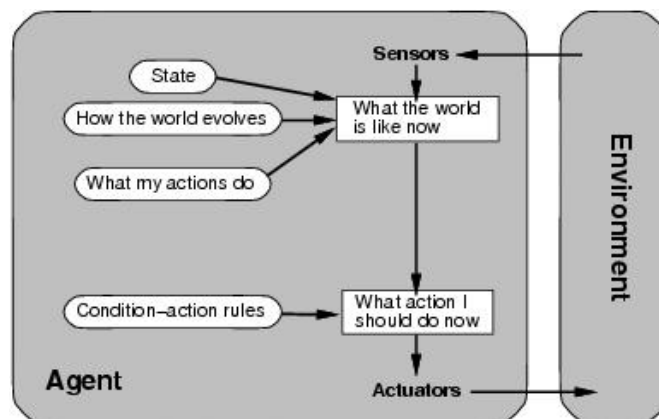 Sensors
State
What the world
is like now
How the world evolves
What my actions do
Condition–action rules
What action I
should do now
Agent
Actuators
Environment